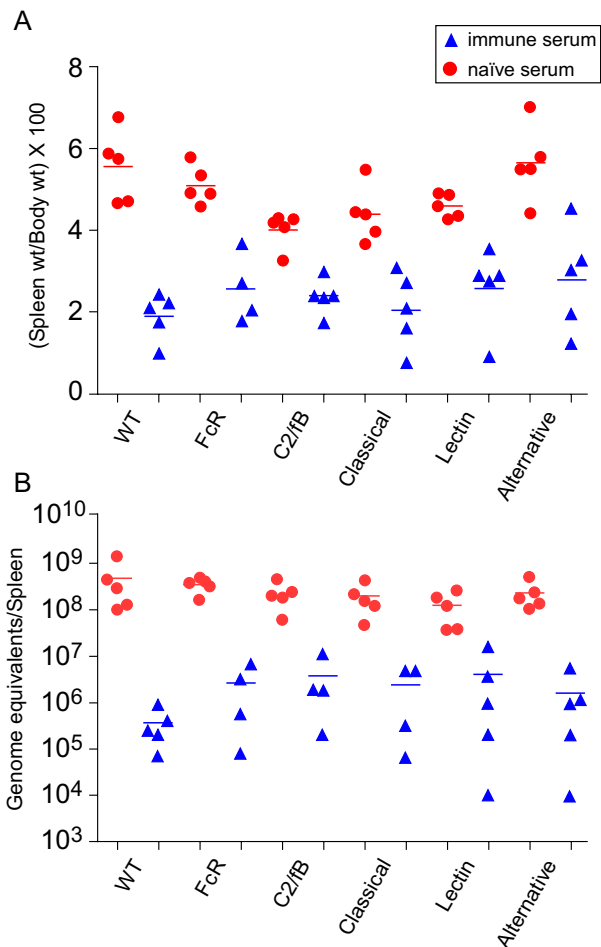 A
immune serum
naïve serum
(Spleen wt/Body wt) X 100
8
6
4
2
0
WT
FcR
C2/fB
Classical
Lectin
Alternative
B
Genome equivalents/Spleen
10¹⁰
10⁹
10⁸
10⁷
10⁶
10⁵
10⁴
10³
WT
FcR
C2/fB
Classical
Lectin
Alternative